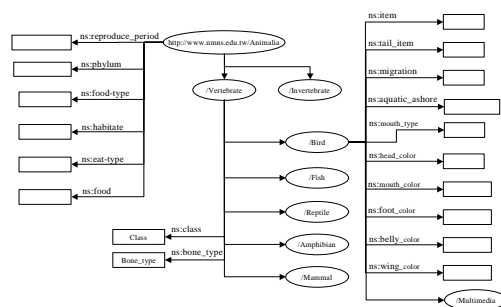 ns:reproduce_period
http://www.nmns.edu.tw/Animalia
ns:phylum
ns:food-type
ns:habitate
ns:eat-type
ns:food
/Vertebrate
/Invertebrate
/Bird
/Fish
/Reptile
/Amphibian
/Mammal
ns:class
Class
ns:bone_type
Bone_type
ns:item
ns:tail_item
ns:migration
ns:aquatic_ashore
ns:mouth_type
ns:head_color
ns:mouth_color
ns:foot_color
ns:belly_color
ns:wing_color
/Multimedia